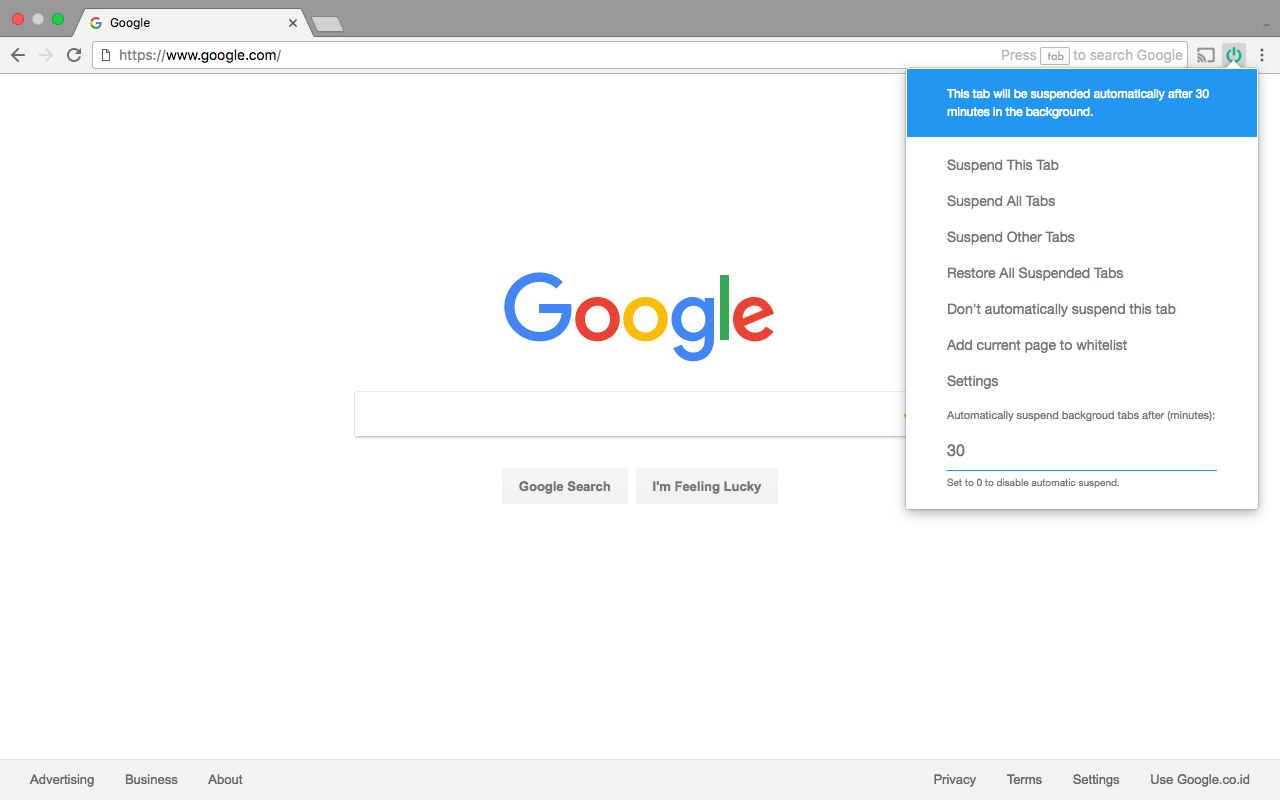 Google
https://www.google.com/
Press tab to search Google
This tab will be suspended automatically after 30
minutes in the background.
Suspend This Tab
Suspend All Tabs
Suspend Other Tabs
Restore All Suspended Tabs
Don't automatically suspend this tab
Add current page to whitelist
Settings
Automatically suspend backgroud tabs after (minutes):
30
Set to 0 to disable automatic suspend.
Google
Google Search
I'm Feeling Lucky
Advertising
Business
About
Privacy
Terms
Settings
Use Google.co.id